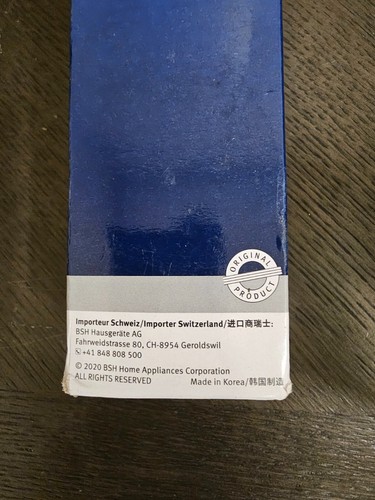 ORIGINAL
PRODUCT
Importeur Schweiz/Importer Switzerland/进口商瑞士:
BSH Hausgeräte AG
Fahrweidstrasse 80, CH-8954 Geroldswil
+41 848 808 500
© 2020 BSH Home Appliances Corporation
ALL RIGHTS RESERVED
Made in Korea/韩国制造